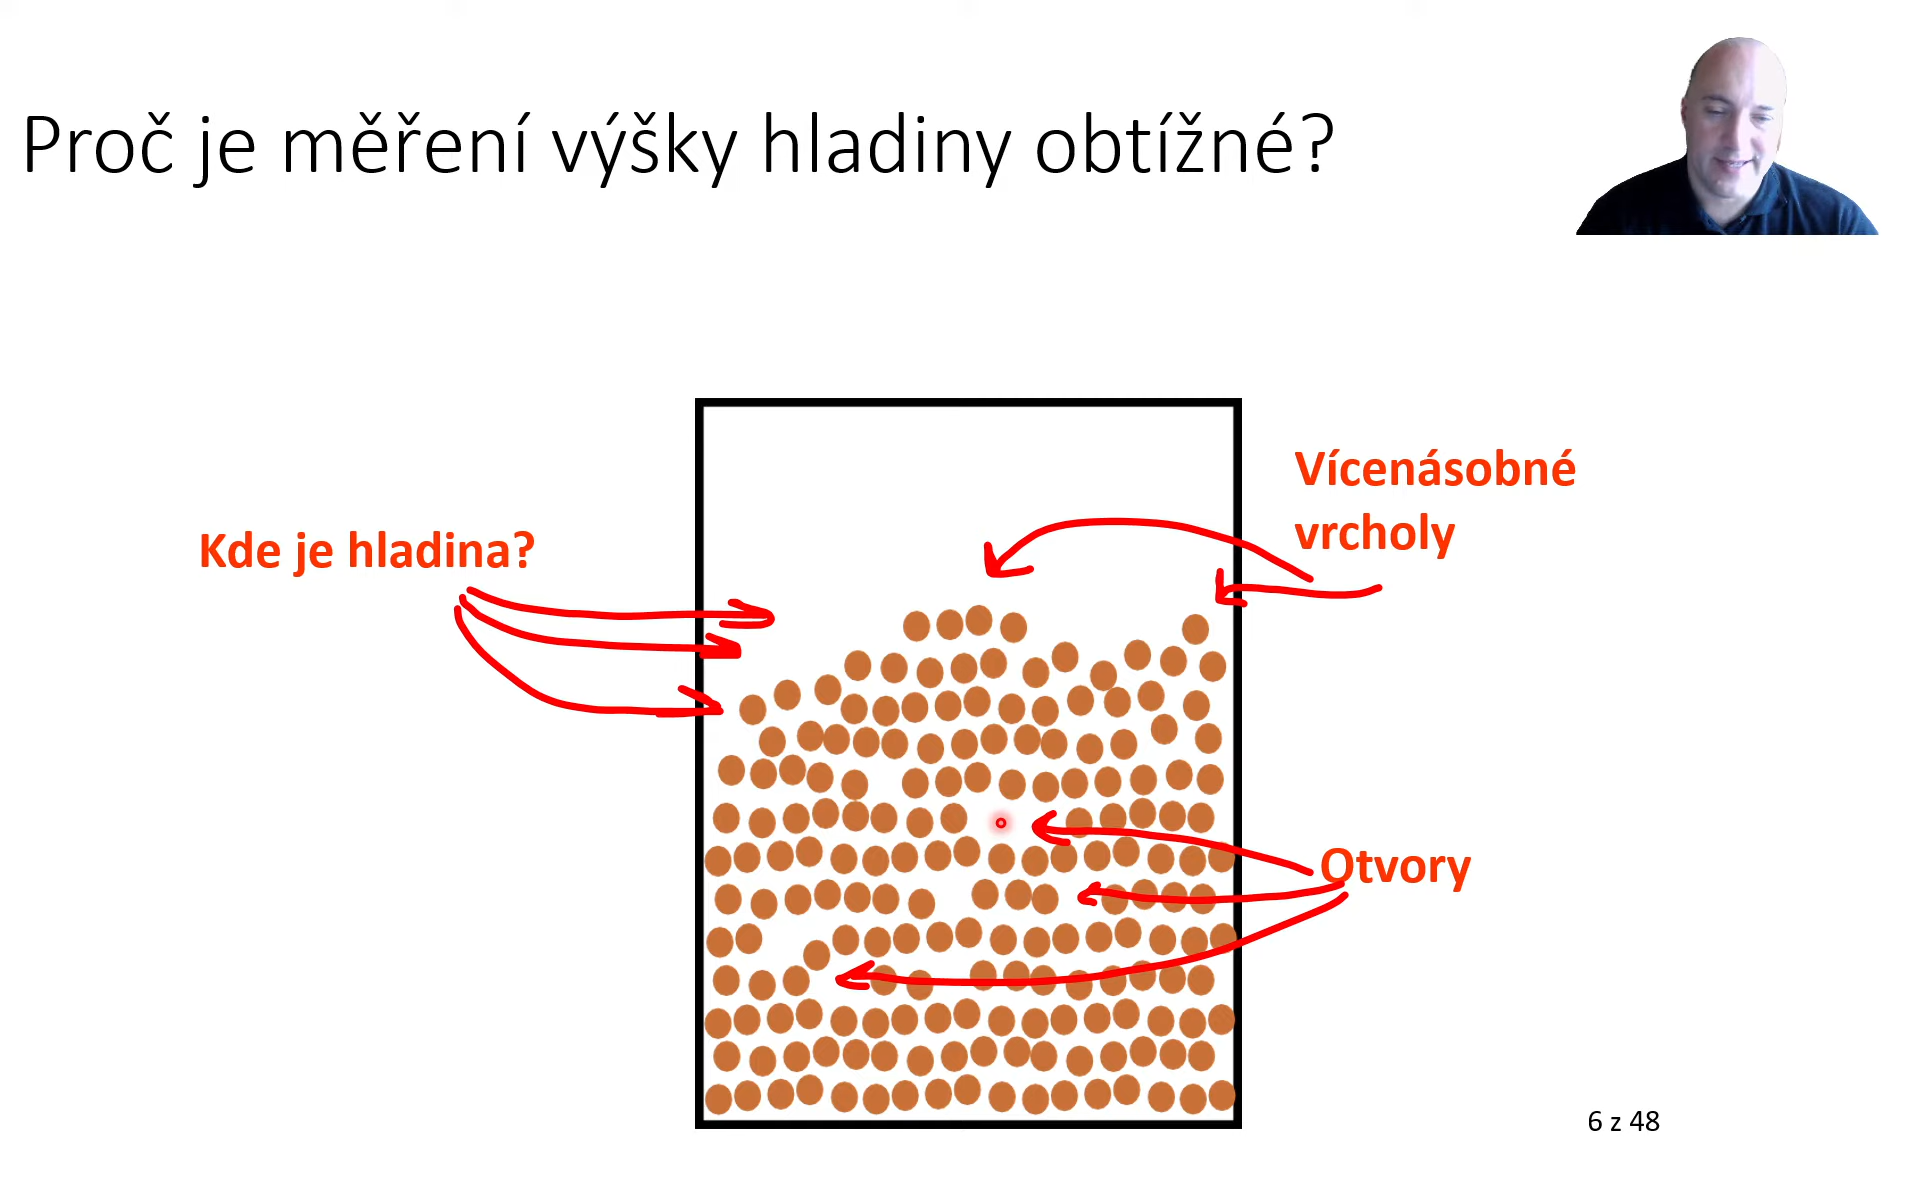 Proč je měření výšky hladiny obtížné?
Vícenásobné
vrcholy
Kde je hladina?
Otvory
6 z 48